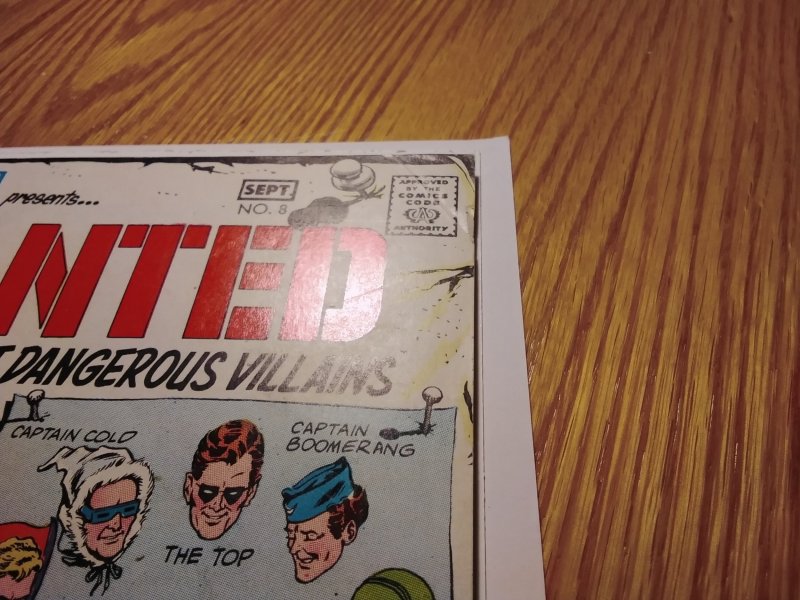 presents...
SEPT.
NO. 8
APPROVED
BY THE
COMICS
CODE
CA
AUTHORITY
NTED
T DANGEROUS VILLAINS
CAPTAIN COLD
CAPTAIN
BOOMERANG
THE TOP